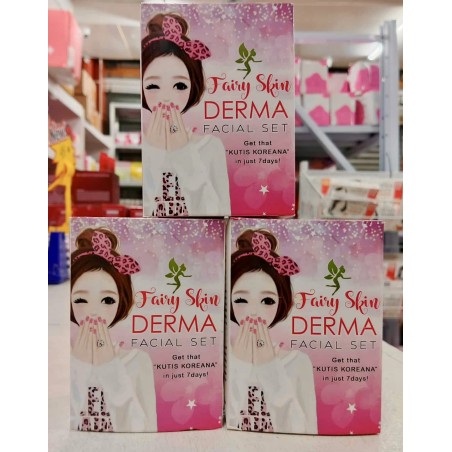 Fairy Skin
DERMA
FACIAL SET
Get that
"KUTIS KOREANA"
in just 7days!
Fairy Skin
DERMA
FACIAL SET
Get that
"KUTIS KOREANA"
in just 7days!
Fairy Skin
DERMA
FACIAL SET
Get that
"KUTIS KOREANA"
in just 7days!